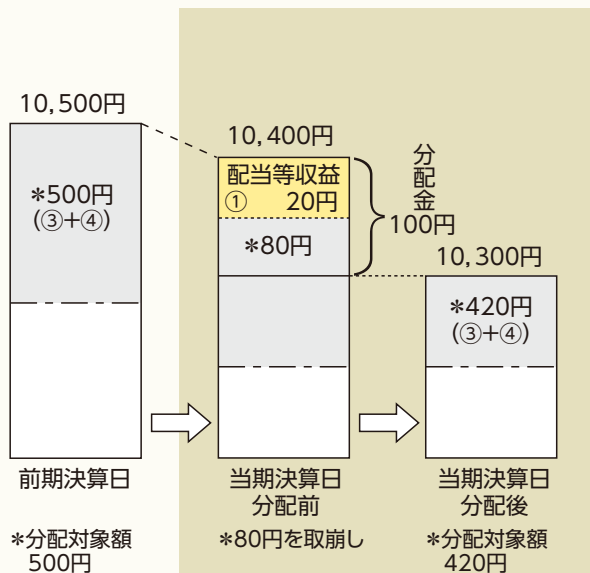 10,500円
*500円
(③+④)
前期決算日
*分配対象額
500円
10,400円
配当等収益
① 20円
*80円
分配金
100円
当期決算日
分配前
*80円を取崩し
10,300円
*420円
(③+④)
当期決算日
分配後
*分配対象額
420円